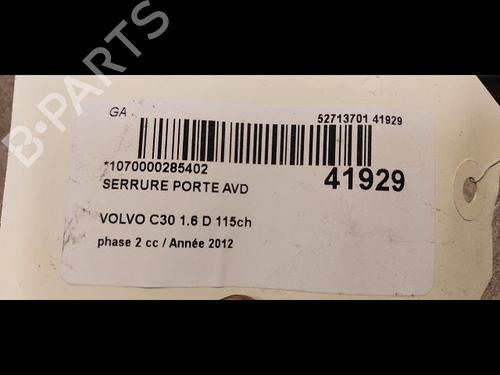 GA
52713701 41929
*1070000285402
41929
SERRURE PORTE AVD
VOLVO C30 1.6 D 115ch
phase 2 cc / Année 2012
B-PARTS